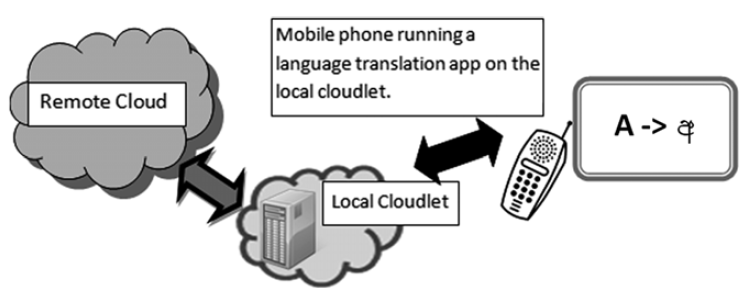 Remote Cloud
Mobile phone running a
language translation app on the
local cloudlet.
Local Cloudlet
A -> අ